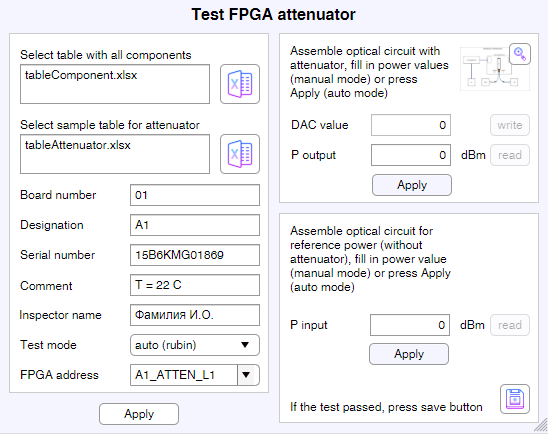 Test FPGA attenuator
Select table with all components
tableComponent.xlsx
Select sample table for attenuator
tableAttenuator.xlsx
Board number 01
Designation A1
Serial number 15B6KMG01869
Comment T = 22 C
Inspector name Фамилия И.О.
Test mode auto (rubin)
FPGA address A1_ATTEN_L1
Apply
Assemble optical circuit with
attenuator, fill in power values
(manual mode) or press
Apply (auto mode)
DAC value 0 write
P output 0 dBm read
Apply
Assemble optical circuit for
reference power (without
attenuator), fill in power value
(manual mode) or press Apply
(auto mode)
P input 0 dBm read
Apply
If the test passed, press save button